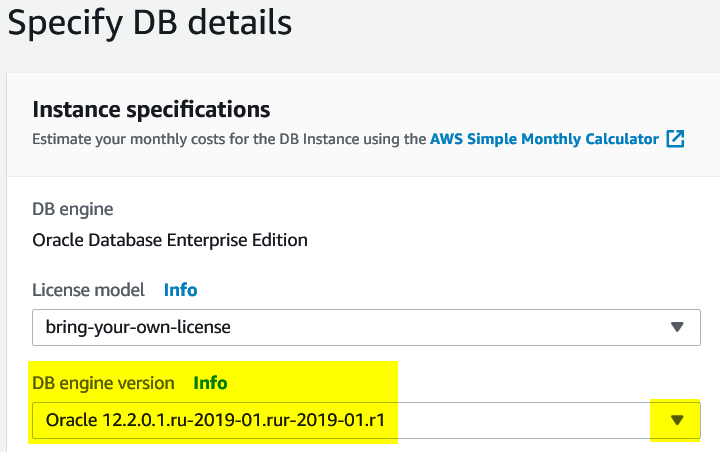 Specify DB details
Instance specifications
Estimate your monthly costs for the DB Instance using the AWS Simple Monthly Calculator
DB engine
Oracle Database Enterprise Edition
License model Info
bring-your-own-license
DB engine version Info
Oracle 12.2.0.1.ru-2019-01.rur-2019-01.r1